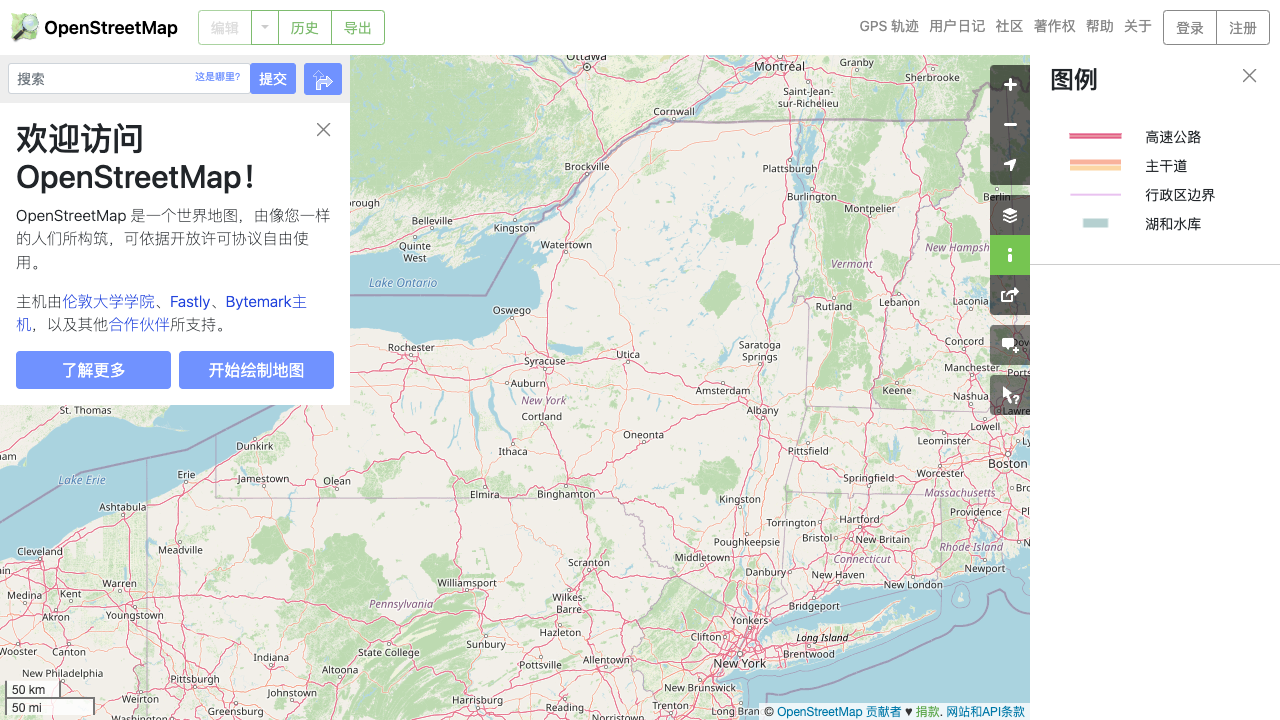 OpenStreetMap
编辑
历史
导出
GPS 轨迹
用户日记
社区
著作权
帮助
关于
登录
注册
搜索
这是哪里?
提交
欢迎访问
OpenStreetMap！
OpenStreetMap 是一个世界地图，由像您一样
的人们所构筑，可依据开放许可协议自由使
用。
主机由伦敦大学学院、Fastly、Bytemark主
机，以及其他合作伙伴所支持。
了解更多
开始绘制地图
图例
高速公路
主干道
行政区边界
湖和水库
Ottawa
Montréal
Granby
Sherbrooke
Saint-Jean-
sur-Richelieu
Cornwall
Brockville
Plattsburgh
Burlington
Montpelier
Berlin
Belleville
Kingston
Quinte
West
Watertown
New Hampsh
Vermont
Lake Ontario
Rutland
Lebanon
Laconia
Oswego
Concord
Rochester
Utica
Saratoga
Springs
Syracuse
Manchester
Ports
Auburn
Amsterdam
Keene
Nashua
New York
Albany
Lawre
St. Thomas
Cortland
Lowell
Oneonta
Leominster
Dunkirk
Ithaca
Pittsfield
Boston
Worcester
Lake Erie
Erie
Jamestown
Olean
Springfield
Elmira
Binghamton
Massachusetts
Kingston
Ashtabula
Providence
Torrington
Hartford
Poughkeepsie
Bristol
New Britain
Rhode Island
Cleveland
Meadville
Middletown
Connecticut
Scranton
Danbury
New Haven
Newport
New London
Warren
Williamsport
Medina
Kent
Wilkes-
Barre
Bridgeport
Akron
Youngstown
Pennsylvania
Yonkers
Hazleton
Clifton
Long Island
Wooster
Canton
State College
Sunbury
Brentwood
Indiana
Allentown
New York
New Philadelphia
Altoona
Pottsville
Pittsburgh
Johnstown
New Brunswick
50 km
50 mi
Weirton
Harrisburg
Reading
Trenton
Long Bran
Washington
Norristown
© OpenStreetMap 贡献者 ♥ 捐款. 网站和API条款